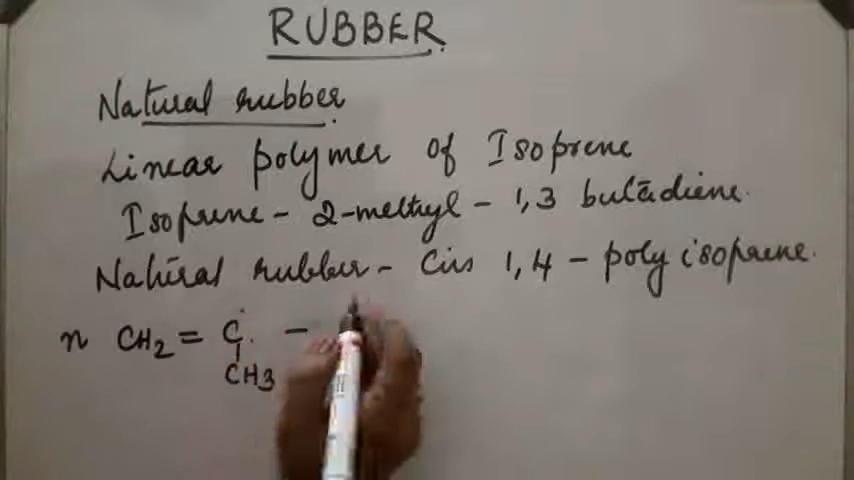 RUBBER
Natural rubber
Linear polymer of Isoprene
Isoprene - 2-methyl - 1,3 butadiene.
Natural rubber - Cis 1,4 - poly isoprene.
n CH2 = C -
CH3